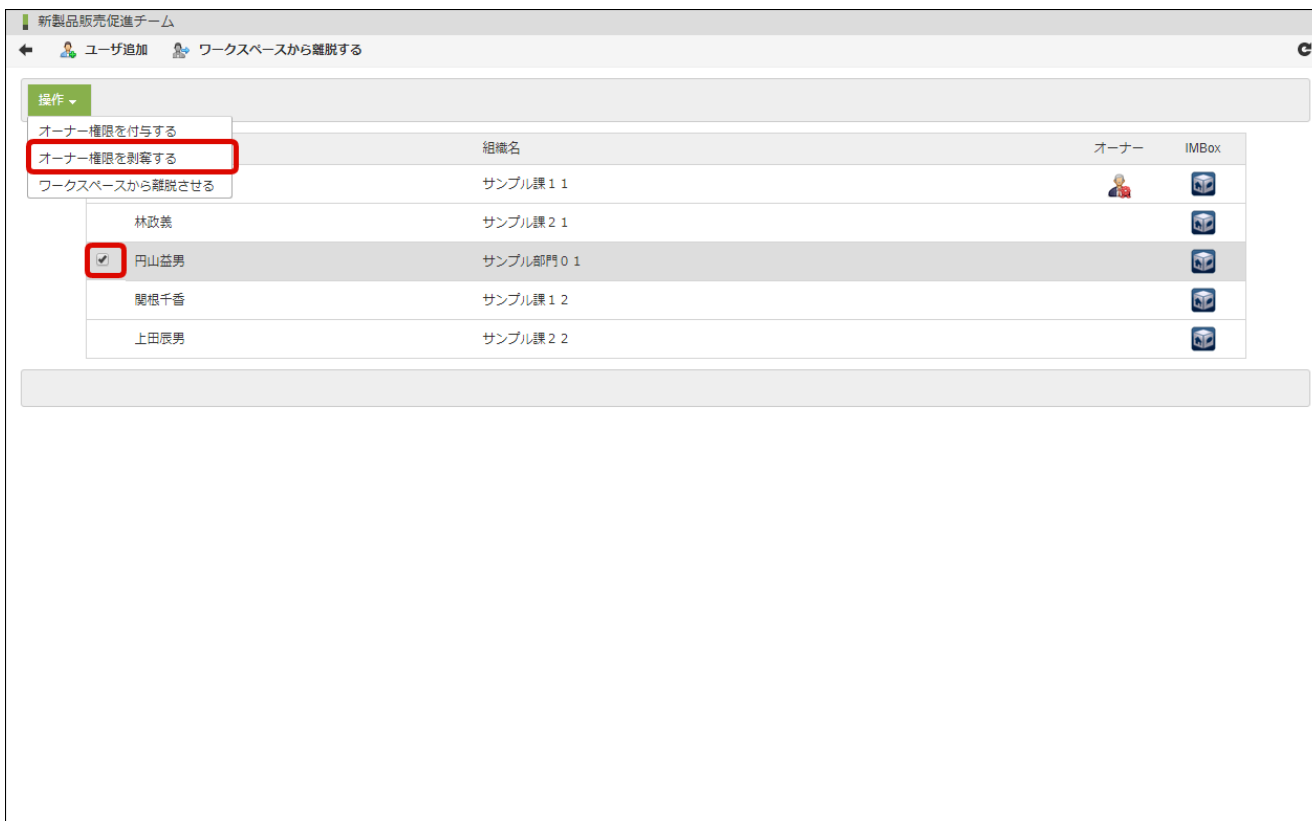 新製品販売促進チーム
ユーザ追加 ワークスペースから離脱する
操作
オーナー権限を付与する
オーナー権限を剥奪する
ワークスペースから離脱させる
組織名 オーナー IMBox
サンプル課１１
林政義 サンプル課２１
円山益男 サンプル部門０１
関根千香 サンプル課１２
上田辰男 サンプル課２２